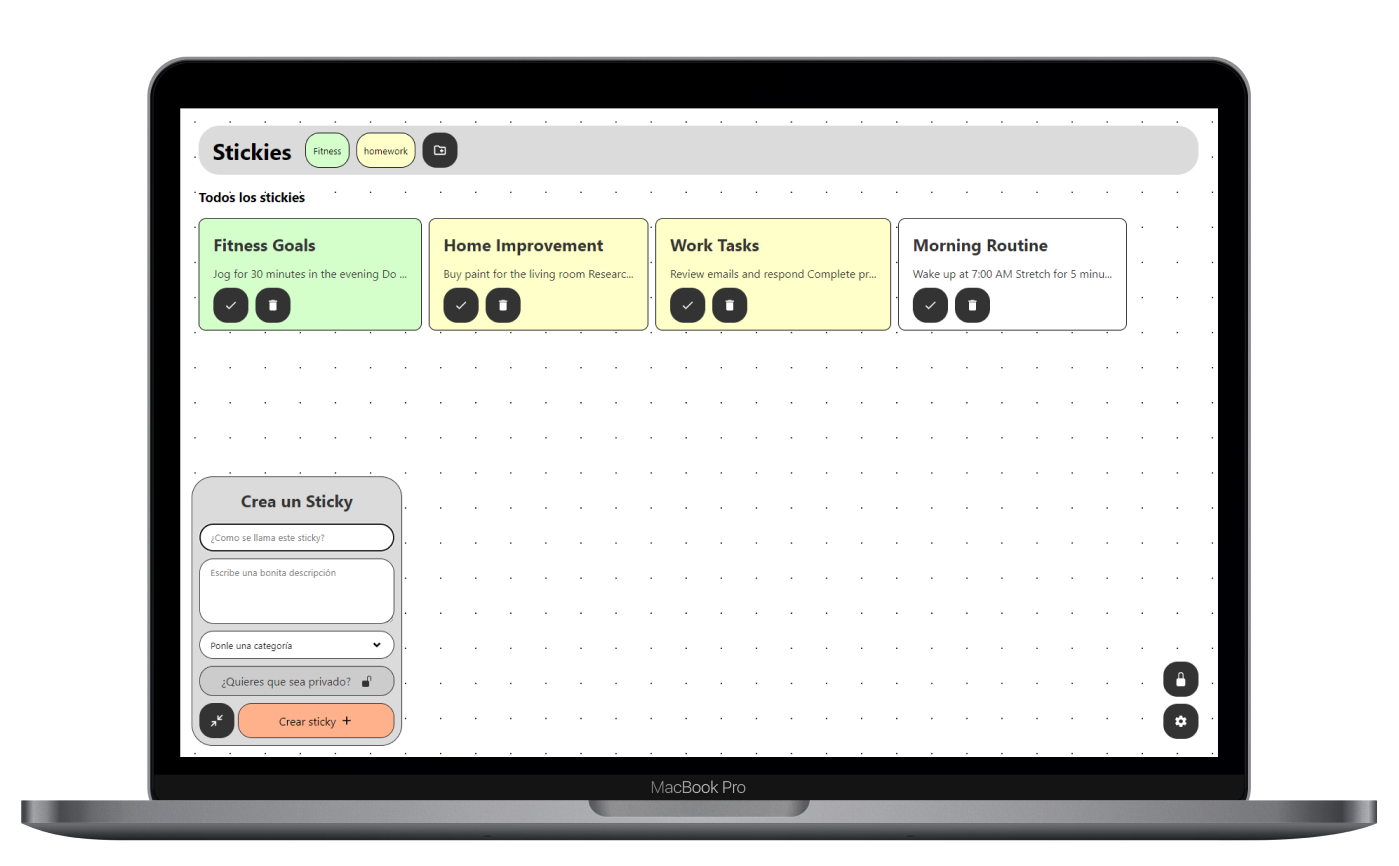 Stickies
Fitness
homework
Todos los stickies
Fitness Goals
Jog for 30 minutes in the evening Do ...
Home Improvement
Buy paint for the living room Researc...
Work Tasks
Review emails and respond Complete pr...
Morning Routine
Wake up at 7:00 AM Stretch for 5 minu...
Crea un Sticky
¿Como se llama este sticky?
Escribe una bonita descripción
Ponle una categoría
¿Quieres que sea privado?
Crear sticky +
MacBook Pro